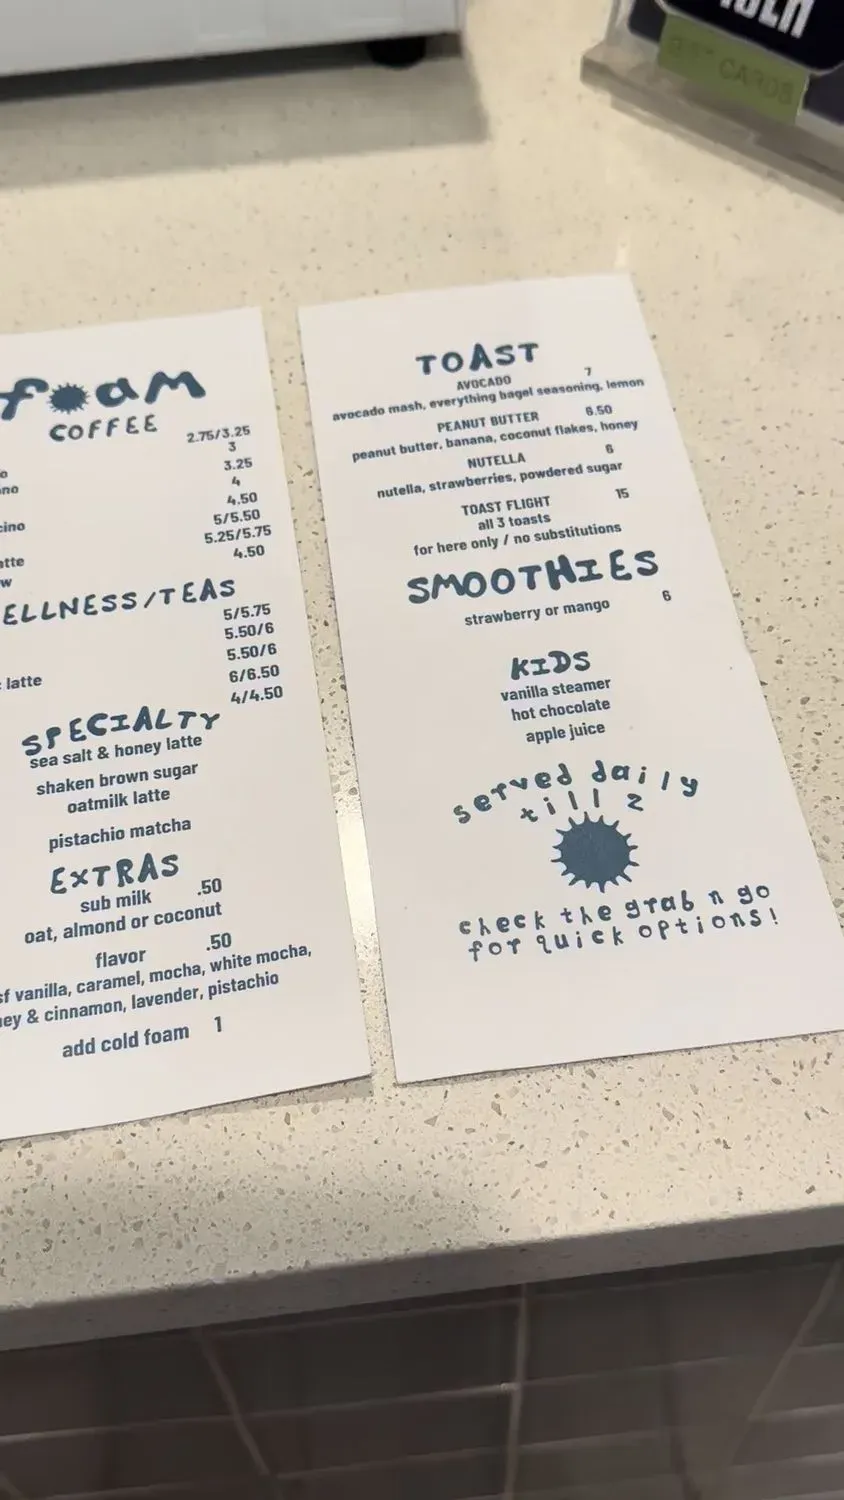 GIFT CARDS
foam
COFFEE
2.75/3.25
3
3.25
4
4.50
cino 5/5.50
5.25/5.75
4.50
ELLNESS/TEAS
5/5.75
5.50/6
5.50/6
latte 6/6.50
4/4.50
SPECIALTY
sea salt & honey latte
shaken brown sugar
oatmilk latte
pistachio matcha
EXTRAS
sub milk .50
oat, almond or coconut
flavor .50
sf vanilla, caramel, mocha, white mocha,
ey & cinnamon, lavender, pistachio
add cold foam 1
TOAST
AVOCADO 7
avocado mash, everything bagel seasoning, lemon
PEANUT BUTTER 6.50
peanut butter, banana, coconut flakes, honey
NUTELLA 6
nutella, strawberries, powdered sugar
TOAST FLIGHT 15
all 3 toasts
for here only / no substitutions
SMOOTHIES
strawberry or mango 6
KIDS
vanilla steamer
hot chocolate
apple juice
served daily
till 2
check the grab n go
for quick options!